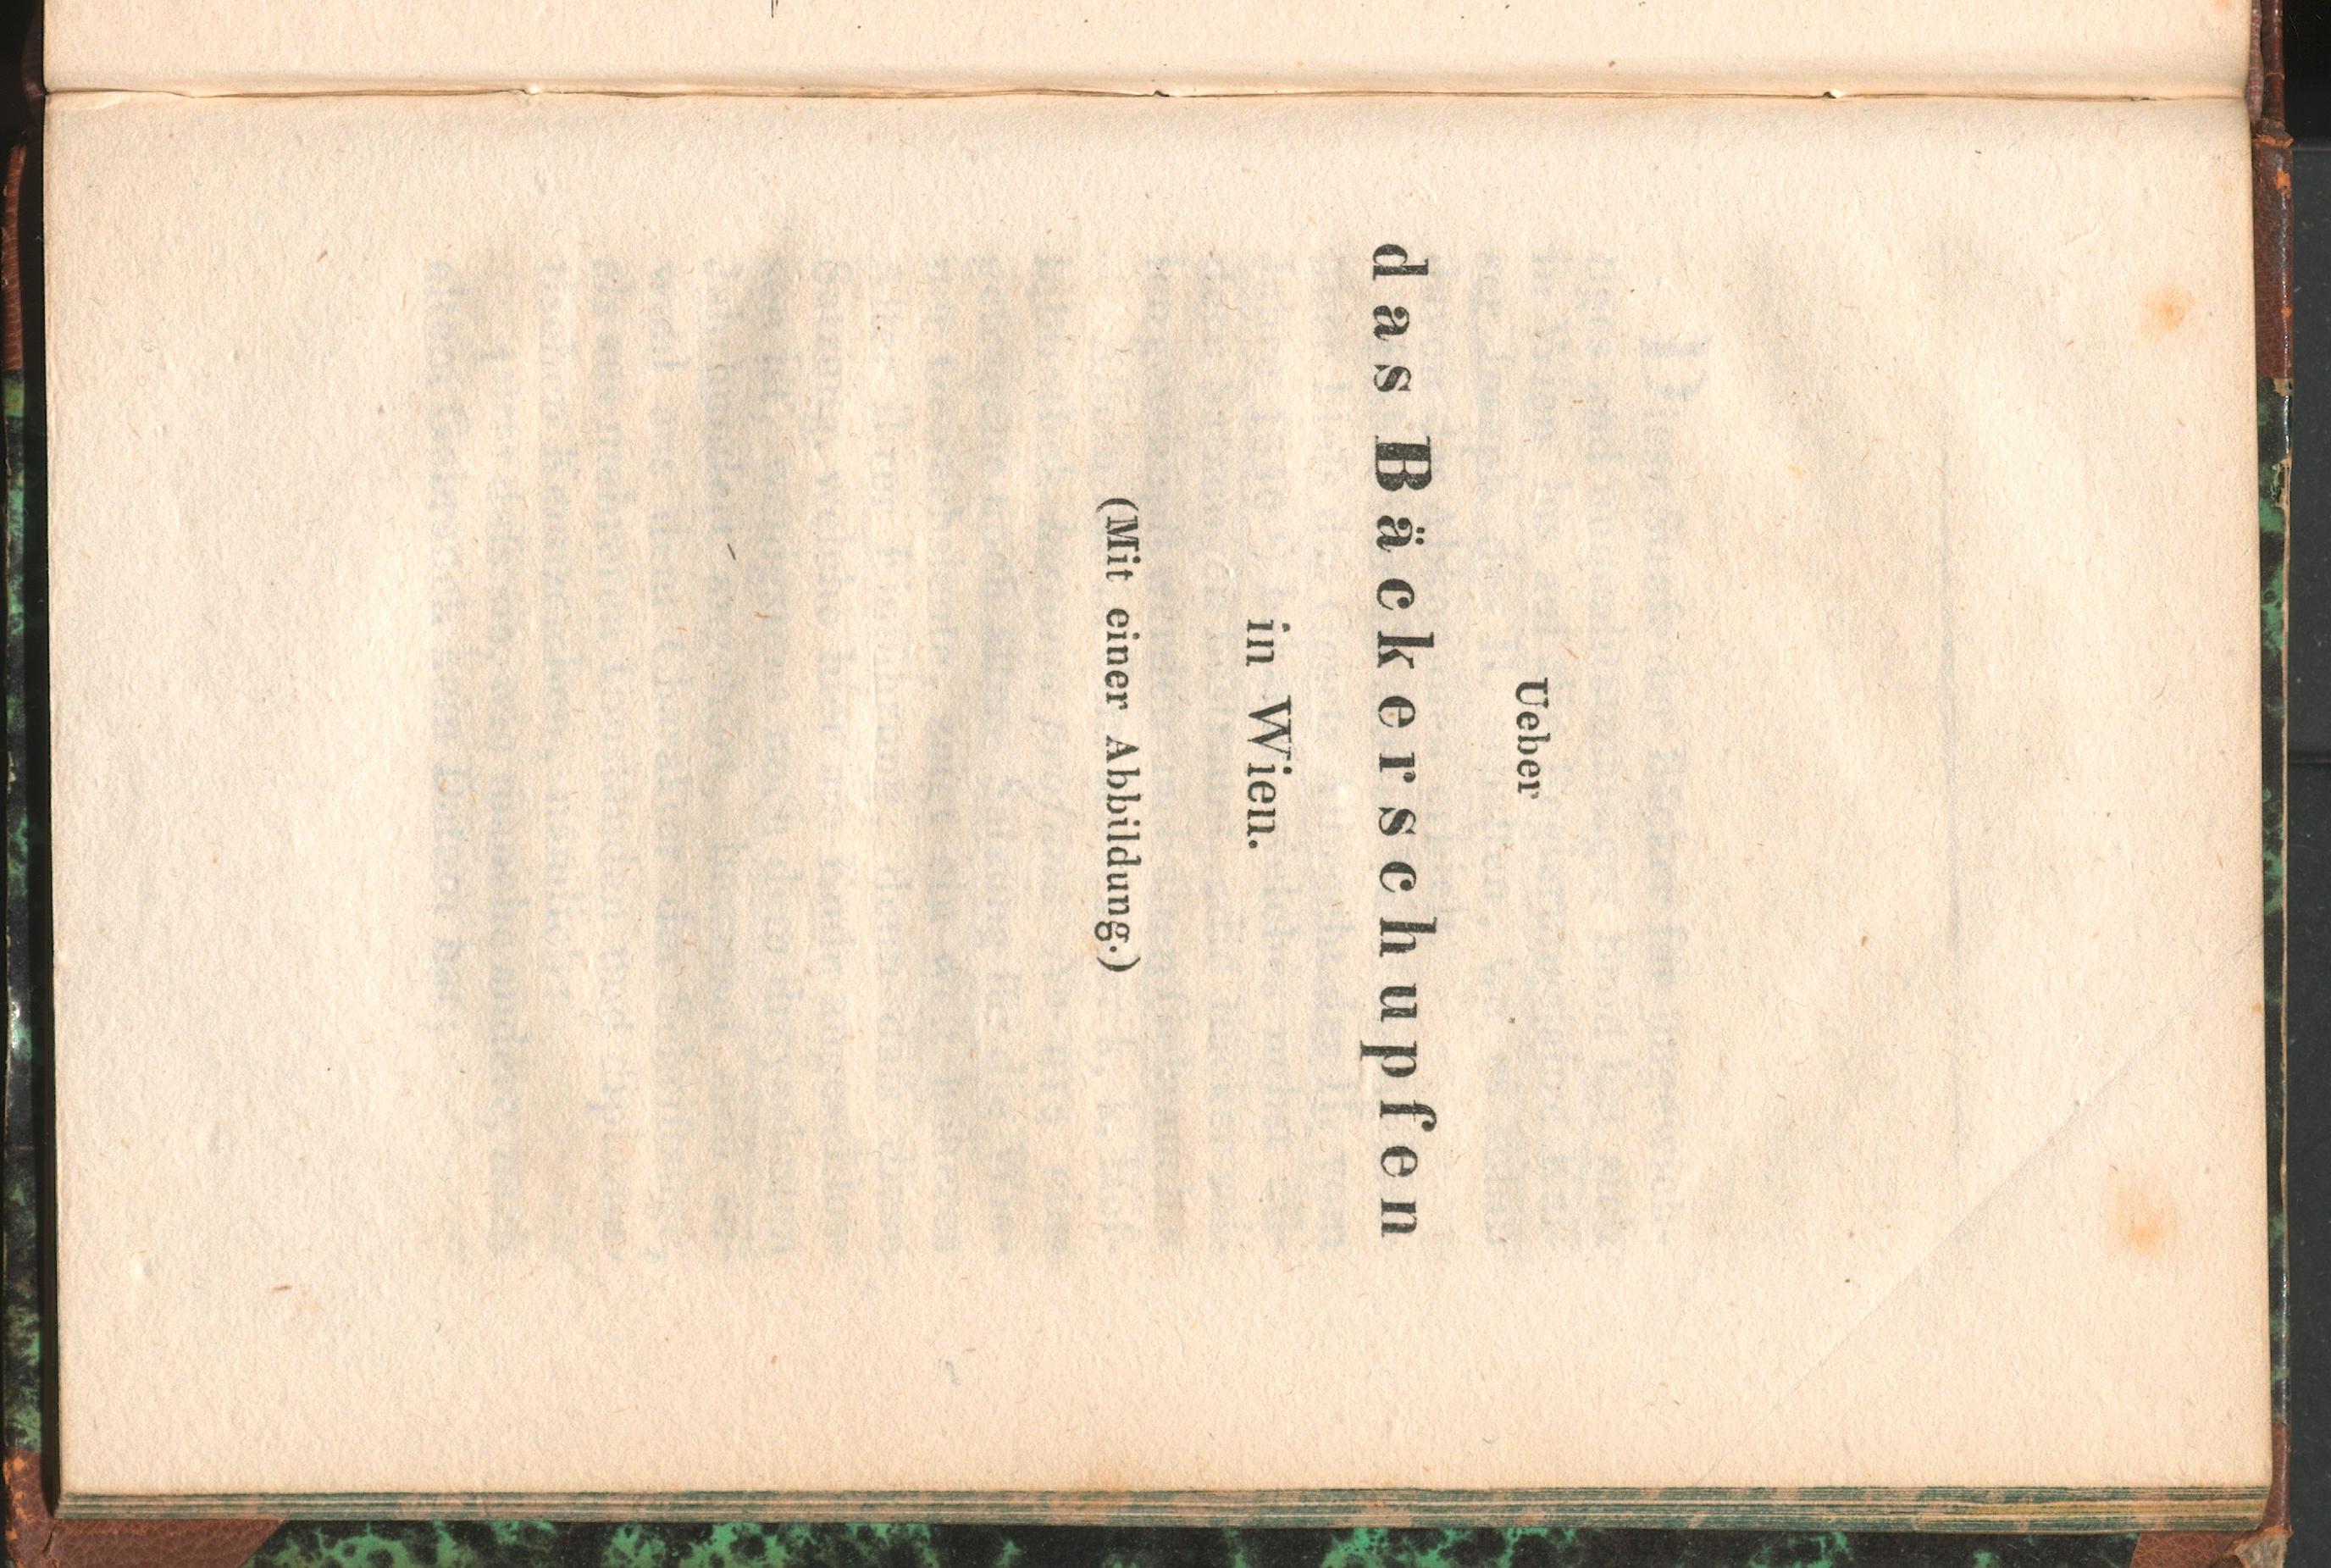 Ueber
das Bäckerschupfen
in Wien.
(Mit einer Abbildung.)